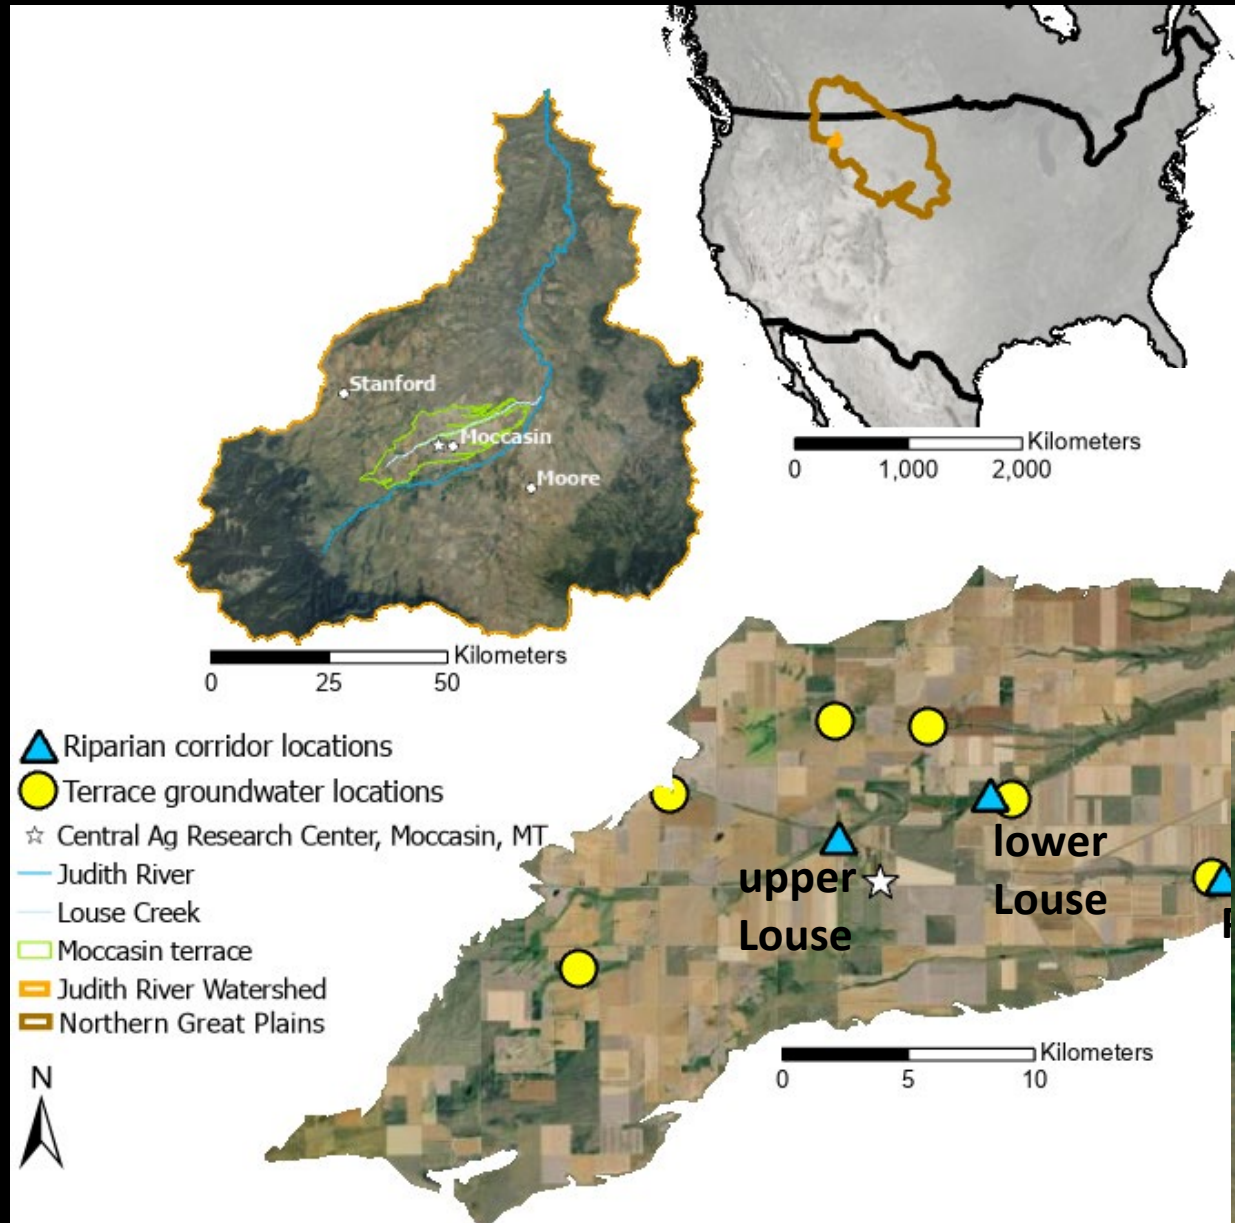 Stanford
Moccasin
Moore
Kilometers
0 25 50
Kilometers
0 1,000 2,000
Riparian corridor locations
Terrace groundwater locations
Central Ag Research Center, Moccasin, MT
Judith River
Louse Creek
Moccasin terrace
Judith River Watershed
Northern Great Plains
N
upper
Louse
lower
Louse
Kilometers
0 5 10